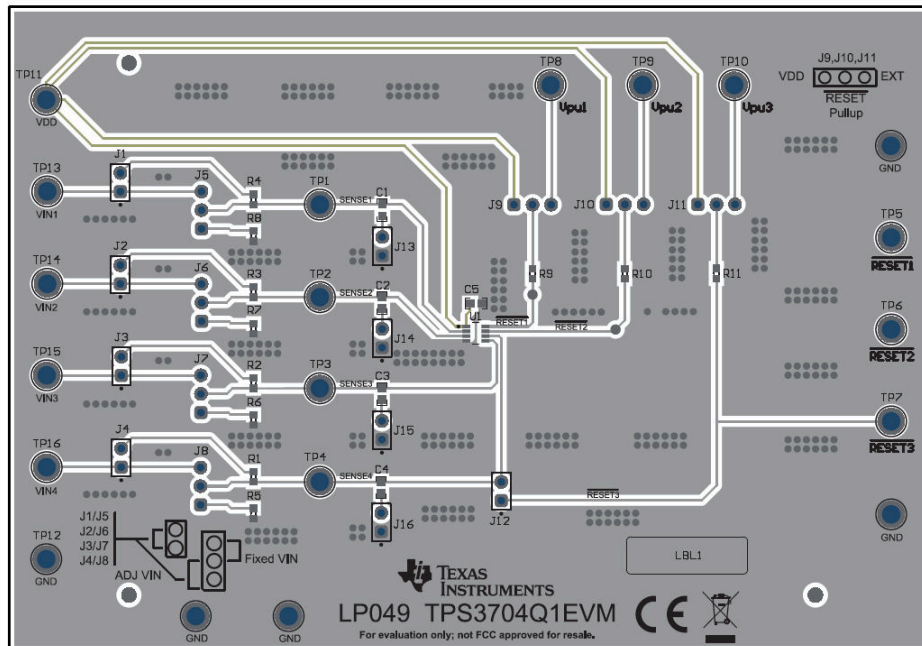 TP11
VDD
TP8
Vpu1
TP9
Vpu2
TP10
Vpu3
J9,J10,J11
VDD
EXT
RESET
Pullup
GND
TP13
VIN1
J1
J5
R4
R8
TP1
SENSE1
C1
J13
J9
J10
J11
TP5
RESET1
TP14
VIN2
J2
J6
R3
R7
TP2
SENSE2
C2
J14
C5
R9
R10
R11
RESET1
RESET2
TP6
RESET2
TP15
VIN3
J3
J7
R2
R6
TP3
SENSE3
C3
J15
TP7
RESET3
TP16
VIN4
J4
J8
R1
R5
TP4
SENSE4
C4
J16
J12
RESET3
GND
TP12
GND
J1/J5
J2/J6
J3/J7
J4/J8
ADJ VIN
Fixed VIN
LBL1
TEXAS
INSTRUMENTS
LP049 TPS3704Q1EVM
For evaluation only; not FCC approved for resale.
CE
GND
GND